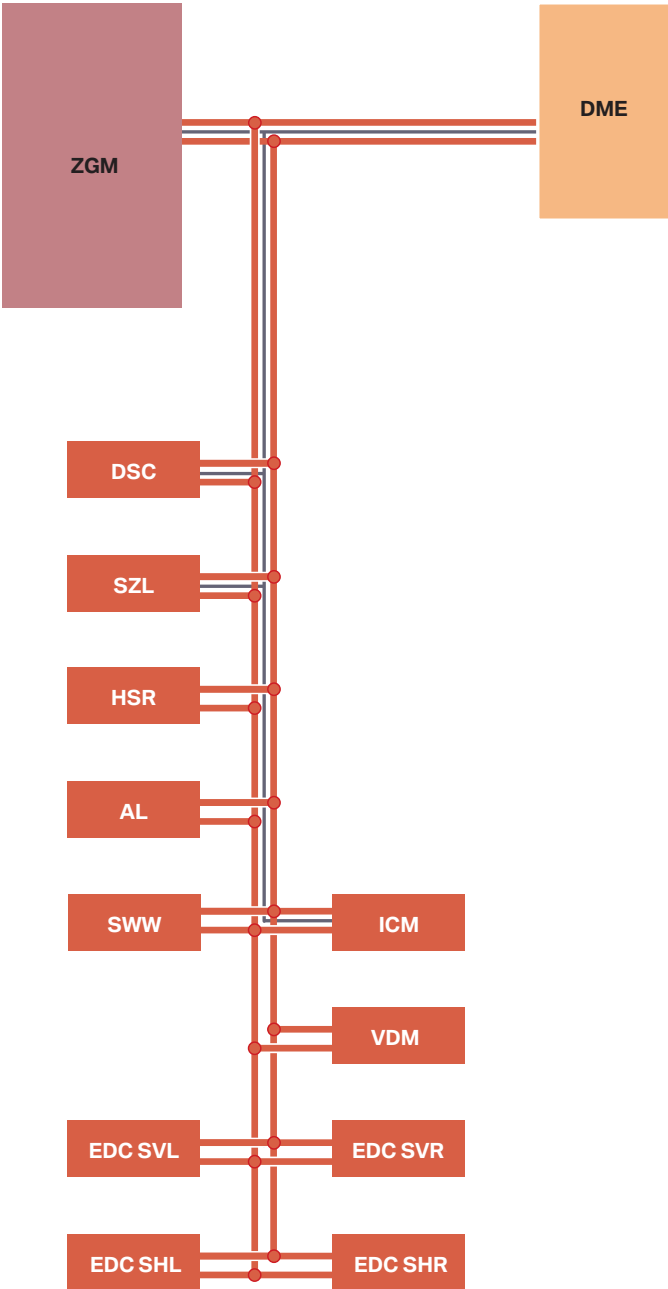 DME
ZGM
DSC
SZL
HSR
AL
SWW
ICM
VDM
EDC SVL
EDC SVR
EDC SHL
EDC SHR